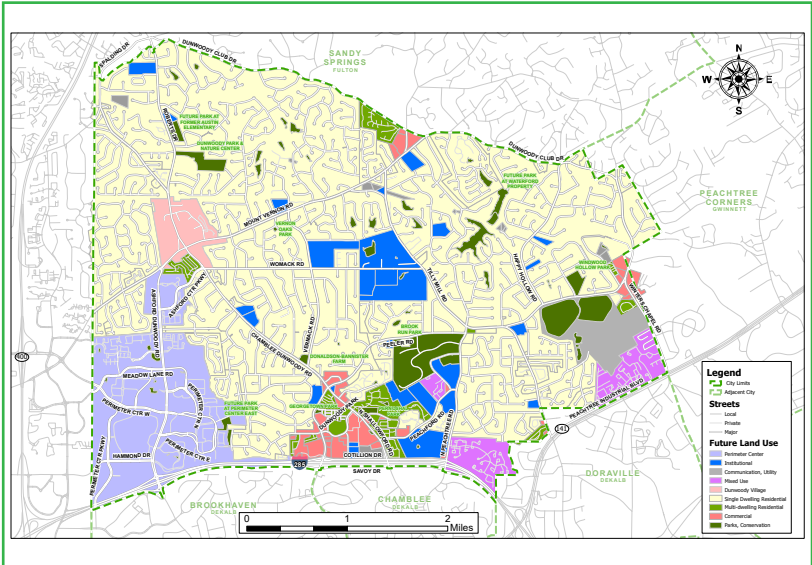 SPALDING DR
DUNWOODY CLUB DR
SANDY
SPRINGS
FULTON
N
W
E
S
ROBERTS DR
FUTURE PARK AT
FORMER AUSTIN
ELEMENTARY
DUNWOODY PARK &
NATURE CENTER
DUNWOODY CLUB DR
FUTURE PARK
AT WATERFORD
PROPERTY
PEACHTREE
CORNERS
GWINNETT
MOUNT VERNON RD
VERNON
OAKS
PARK
WOMACK RD
TILLY MILL RD
HAPPY HOLLOW RD
WINDWOOD
HOLLOW PARK
WINTERS CHAPEL RD
ASHFORD CTR PKWY
ASHFORD DUNWOODY RD
CHAMBLEE DUNWOODY RD
VERMACK RD
BROOK
RUN PARK
PEELER RD
DONALDSON-BANNISTER
FARM
400
MEADOW LANE RD
PERIMETER CTR W
PERIMETER CTR N
PERIMETER CTR E
FUTURE PARK
AT PERIMETER
CENTER EAST
GEORGETOWN PARK
DUNWOODY PARK
N SHALLOWFORD RD
PEACHFORD RD
N PEACHTREE RD
PEACHTREE INDUSTRIAL BLVD
141
HAMMOND DR
PERIMETER CTR PKWY
285
COTILLION DR
SAVOY DR
BROOKHAVEN
DEKALB
CHAMBLEE
DEKALB
DORAVILLE
DEKALB
0
1
2
Miles
Legend
City Limits
Adjacent City
Streets
Local
Private
Major
Future Land Use
Perimeter Center
Institutional
Communication, Utility
Mixed Use
Dunwoody Village
Single Dwelling Residential
Multi-dwelling Residential
Commercial
Parks, Conservation